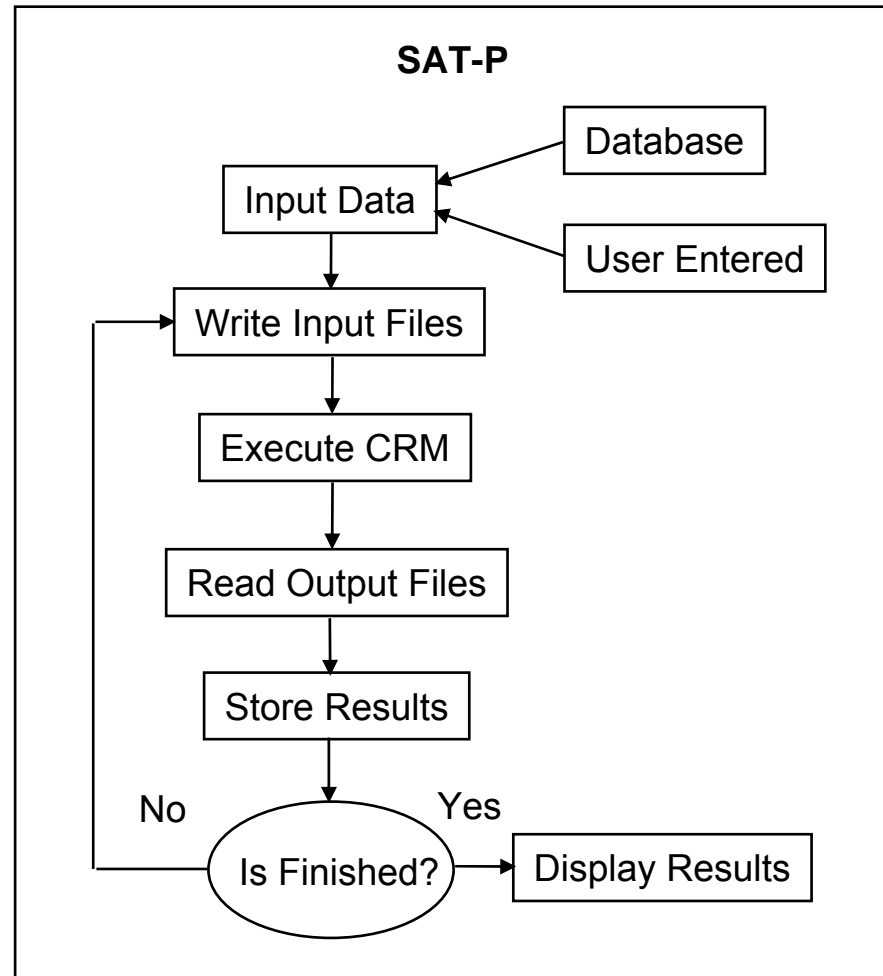 SAT-P
Database
Input Data
User Entered
Write Input Files
Execute CRM
Read Output Files
Store Results
No
Yes
Is Finished?
Display Results